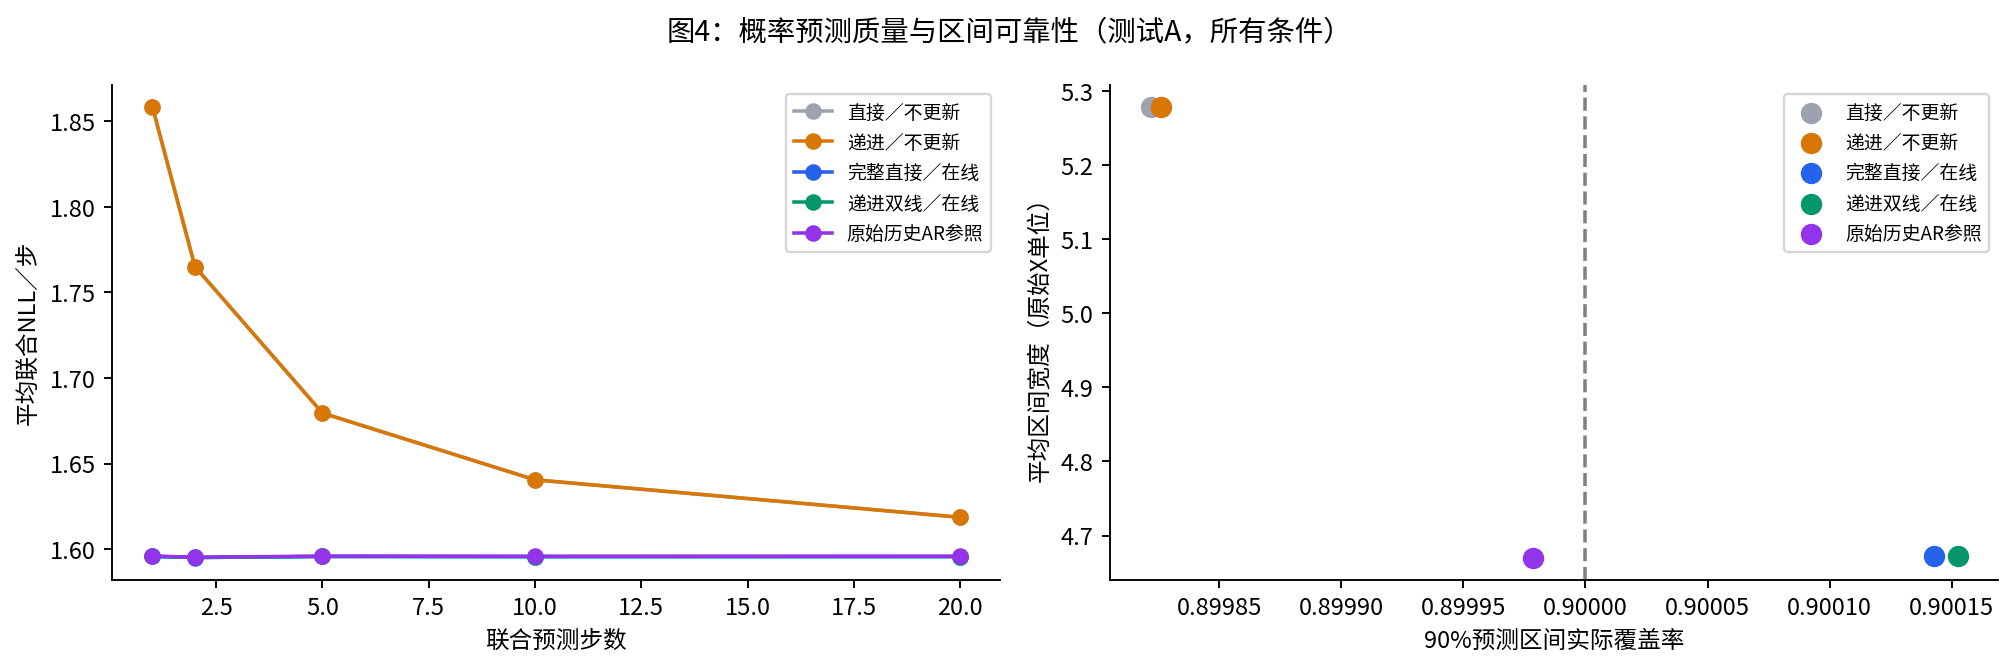 图4：概率预测质量与区间可靠性（测试A，所有条件）
平均联合NLL／步
1.85
1.80
1.75
1.70
1.65
1.60
2.5 5.0 7.5 10.0 12.5 15.0 17.5 20.0
联合预测步数
直接／不更新
递进／不更新
完整直接／在线
递进双线／在线
原始历史AR参照
平均区间宽度（原始X单位）
5.3
5.2
5.1
5.0
4.9
4.8
4.7
0.89985 0.89990 0.89995 0.90000 0.90005 0.90010 0.90015
90%预测区间实际覆盖率
直接／不更新
递进／不更新
完整直接／在线
递进双线／在线
原始历史AR参照